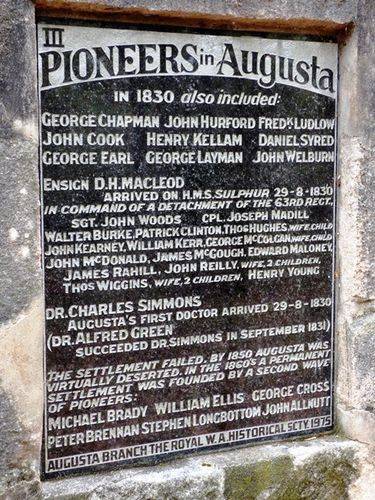 III
PIONEERS in Augusta
IN 1830 also included:
GEORGE CHAPMAN JOHN HURFORD FREDK LUDLOW
JOHN COOK HENRY KELLAM DANIEL SYRED
GEORGE EARL GEORGE LAYMAN JOHN WELBURN
ENSIGN D.H. MACLEOD
ARRIVED ON H.M.S. SULPHUR 29-8-1830
IN COMMAND OF A DETACHMENT OF THE 63RD REGT,
SGT. JOHN WOODS CPL. JOSEPH MADILL
WALTER BURKE, PATRICK CLINTON, THOS HUGHES, WIFE, CHILD
JOHN KEARNEY, WILLIAM KERR, GEORGE MCCOLGAN, WIFE, CHILD
JOHN MCDONALD, JAMES MCGOUGH, EDWARD MALONEY,
JAMES RAHILL, JOHN REILLY, WIFE, 2 CHILDREN,
THOS WIGGINS, WIFE, 2 CHILDREN, HENRY YOUNG
DR. CHARLES SIMMONS
AUGUSTA'S FIRST DOCTOR ARRIVED 29-8-1830
(DR. ALFRED GREEN
SUCCEEDED DR. SIMMONS IN SEPTEMBER 1831)
THE SETTLEMENT FAILED. BY 1850 AUGUSTA WAS
VIRTUALLY DESERTED. IN THE 1860'S A PERMANENT
SETTLEMENT WAS FOUNDED BY A SECOND WAVE
OF PIONEERS:
MICHAEL BRADY WILLIAM ELLIS GEORGE CROSS
PETER BRENNAN STEPHEN LONGBOTTOM JOHN ALLNUTT
AUGUSTA BRANCH THE ROYAL W.A. HISTORICAL SCTY. 1979